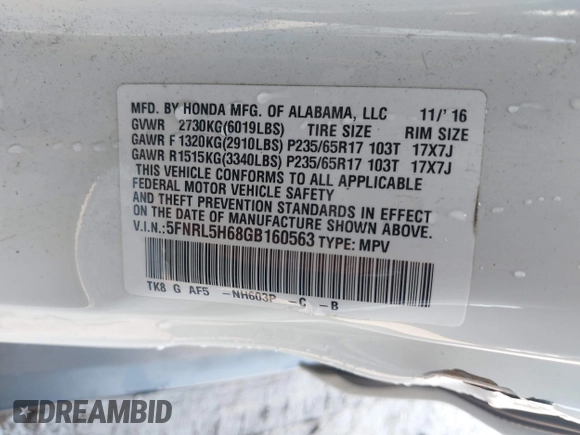 MFD. BY HONDA MFG. OF ALABAMA, LLC 11/'16
GVWR 2730KG(6019LBS) TIRE SIZE RIM SIZE
GAWR F 1320KG(2910LBS) P235/65R17 103T 17X7J
GAWR R1515KG(3340LBS) P235/65R17 103T 17X7J
THIS VEHICLE CONFORMS TO ALL APPLICABLE
FEDERAL MOTOR VEHICLE SAFETY
AND THEFT PREVENTION STANDARDS IN EFFECT
ON THE DATE OF MANUFACTURE SHOWN ABOVE.
V.I.N.:5FNRL5H68GB160563 TYPE: MPV
TK8 G AF5 -NH603P -C -B
DREAMBID